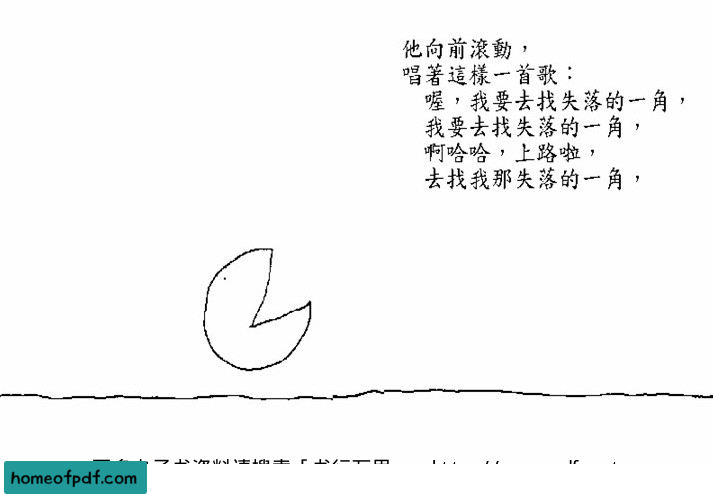 他向前滾動，
唱著這樣一首歌：
喔，我要去找失落的一角，
我要去找失落的一角，
啊哈哈，上路啦，
去找我那失落的一角，
homeofpdf.com